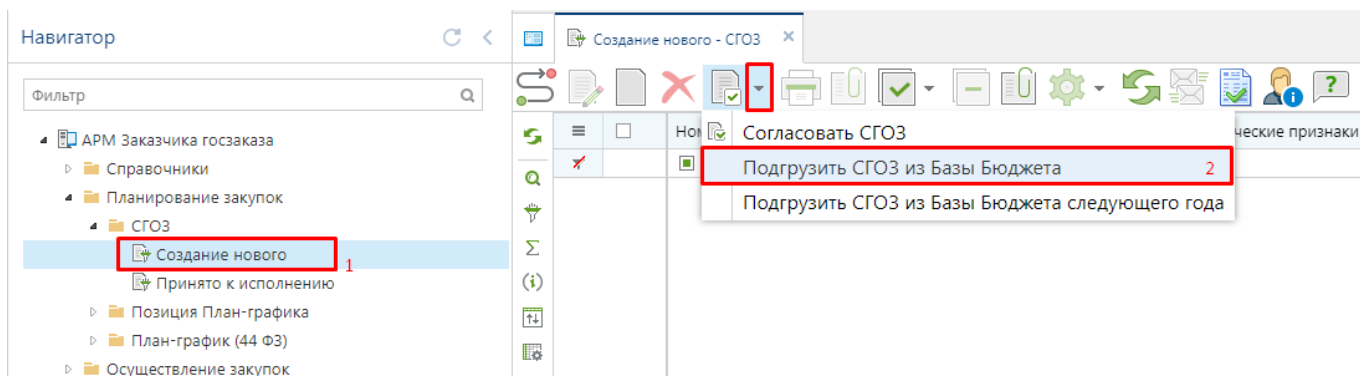 Навигатор
Создание нового - СГОЗ
Фильтр
АРМ Заказчика госзаказа
Справочники
Планирование закупок
СГОЗ
Создание нового
1
Принято к исполнению
Позиция План-графика
План-график (44 ФЗ)
Осуществление закупок
Согласовать СГОЗ
Подгрузить СГОЗ из Базы Бюджета
2
Подгрузить СГОЗ из Базы Бюджета следующего года